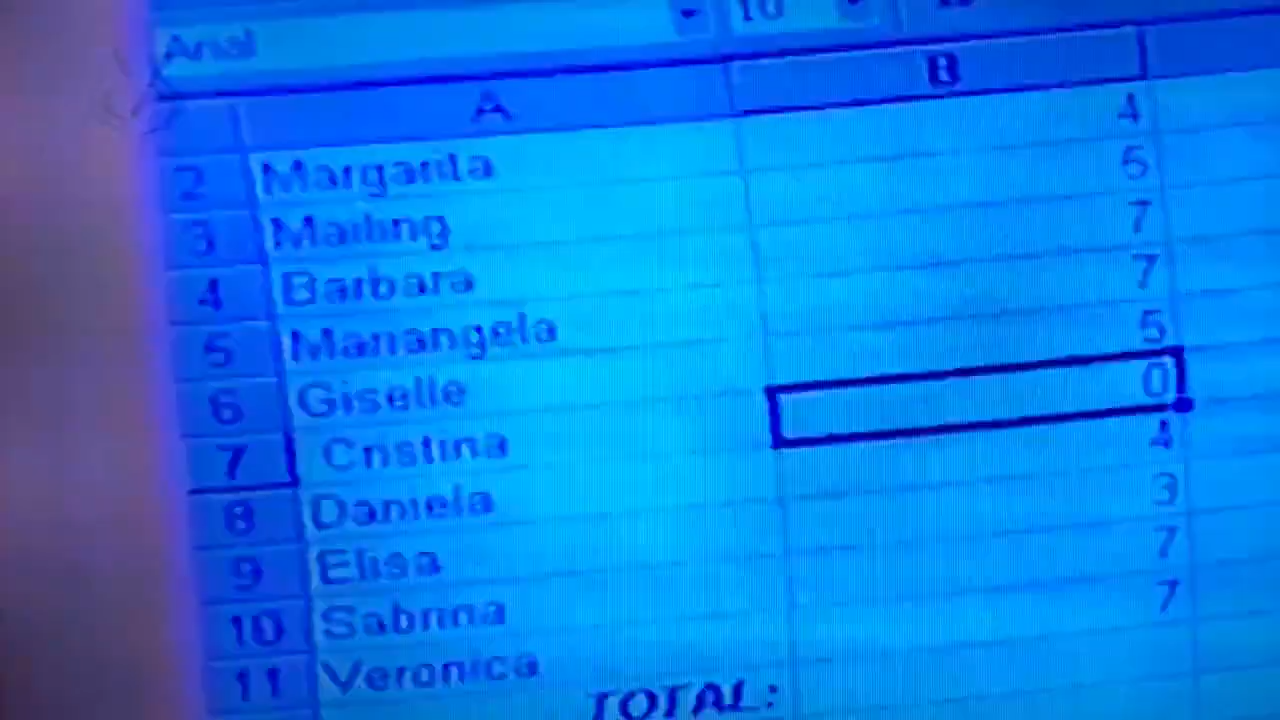 Arial 10
A B
2 Margarita 4
3 Mailing 5
4 Barbara 7
5 Mariangela 7
6 Giselle 5
7 Cristina 0
8 Daniela 4
9 Elisa 3
10 Sabrina 7
11 Veronica 7
TOTAL: